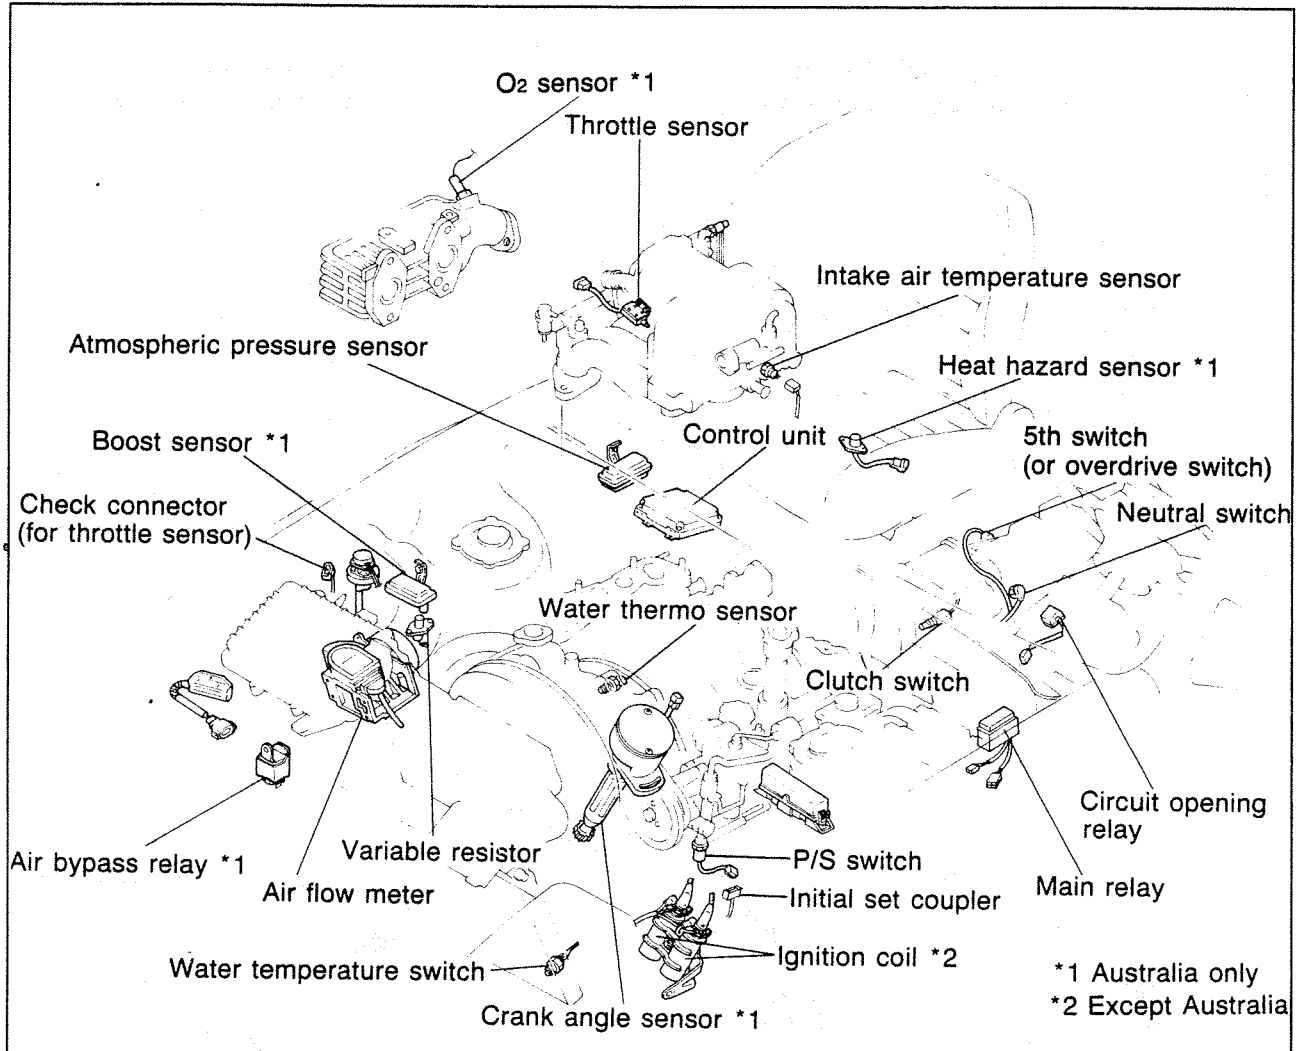 O2 sensor *1
Throttle sensor
Intake air temperature sensor
Atmospheric pressure sensor
Heat hazard sensor *1
Boost sensor *1
Control unit
5th switch
(or overdrive switch)
Check connector
(for throttle sensor)
Neutral switch
Water thermo sensor
Clutch switch
Circuit opening
relay
Air bypass relay *1
Variable resistor
P/S switch
Air flow meter
Main relay
Initial set coupler
Ignition coil *2
Water temperature switch
*1 Australia only
*2 Except Australia
Crank angle sensor *1